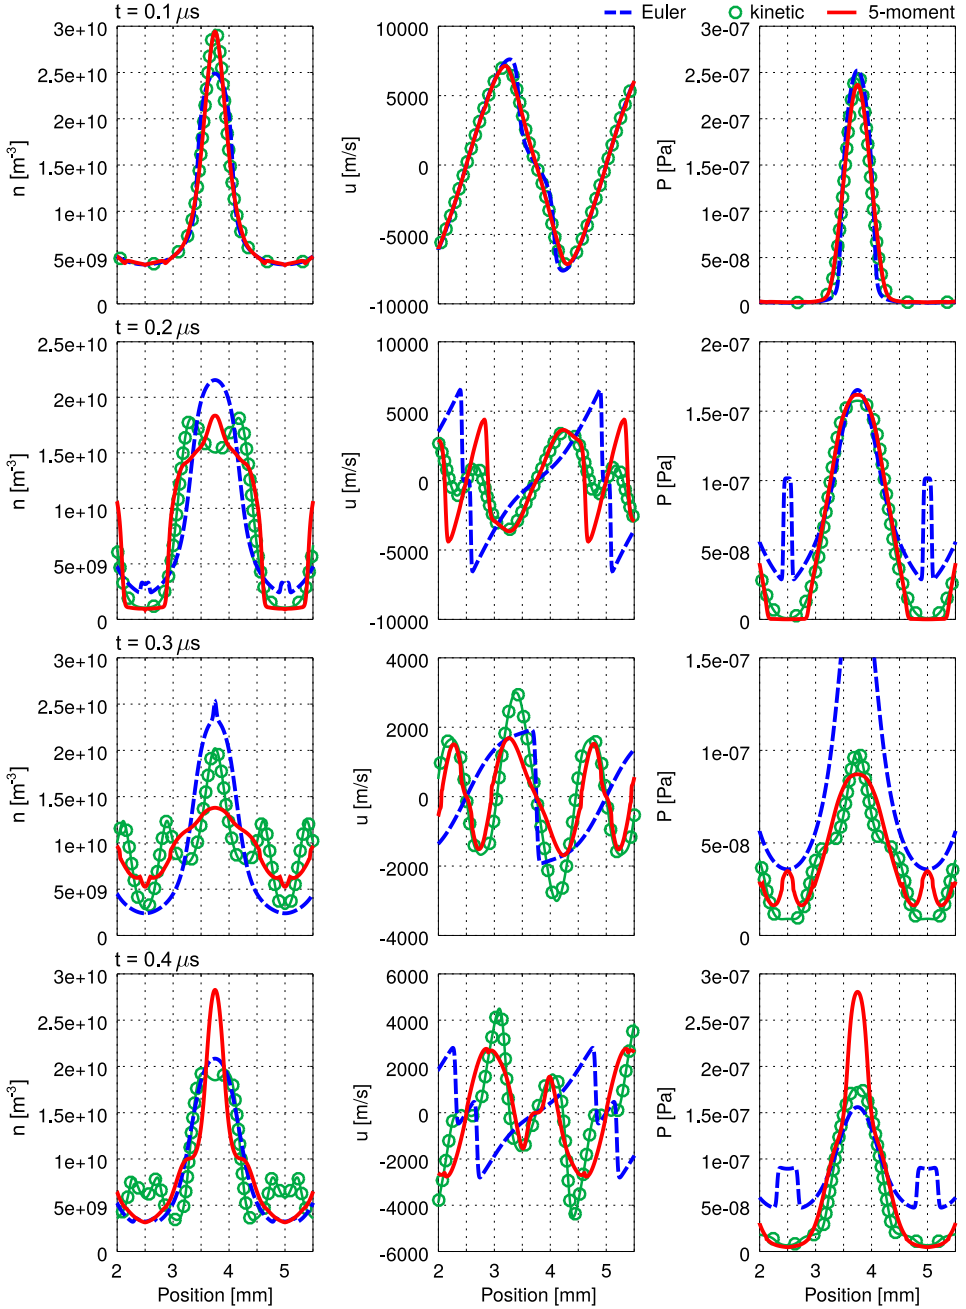 t = 0.1 μs
Euler kinetic 5-moment
n [m-3]
3e+10
2.5e+10
2e+10
1.5e+10
1e+10
5e+09
0
u [m/s]
10000
5000
0
-5000
-10000
P [Pa]
3e-07
2.5e-07
2e-07
1.5e-07
1e-07
5e-08
0
t = 0.2 μs
n [m-3]
2.5e+10
2e+10
1.5e+10
1e+10
5e+09
0
u [m/s]
10000
5000
0
-5000
-10000
P [Pa]
2e-07
1.5e-07
1e-07
5e-08
0
t = 0.3 μs
n [m-3]
3e+10
2.5e+10
2e+10
1.5e+10
1e+10
5e+09
0
u [m/s]
4000
2000
0
-2000
-4000
P [Pa]
1.5e-07
1e-07
5e-08
0
t = 0.4 μs
n [m-3]
3e+10
2.5e+10
2e+10
1.5e+10
1e+10
5e+09
0
2 3 4 5
Position [mm]
u [m/s]
6000
4000
2000
0
-2000
-4000
-6000
2 3 4 5
Position [mm]
P [Pa]
3e-07
2.5e-07
2e-07
1.5e-07
1e-07
5e-08
0
2 3 4 5
Position [mm]